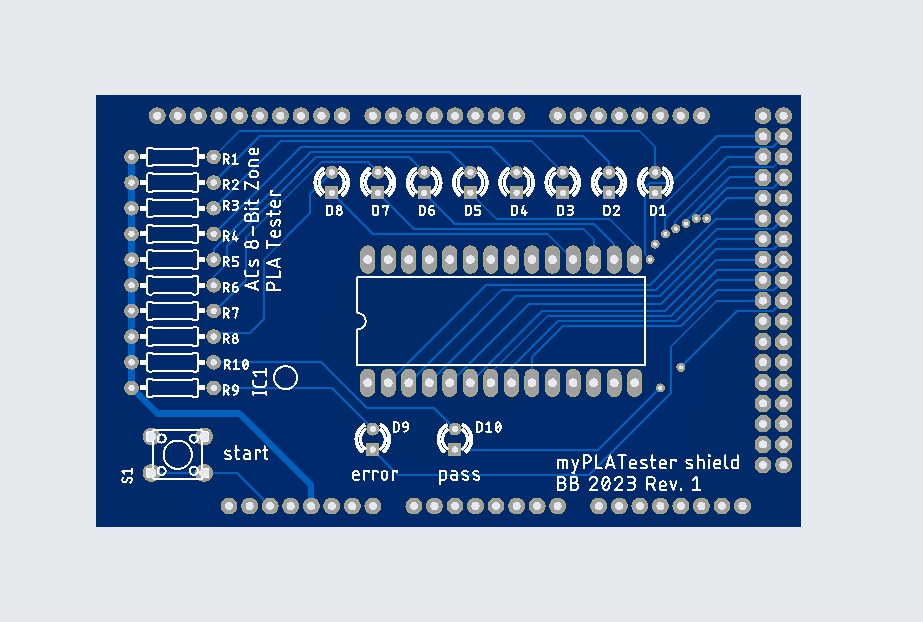 R1
R2
R3
R4
R5
R6
R7
R8
R10
R9
ACs 8-Bit Zone
PLA Tester
D8
D7
D6
D5
D4
D3
D2
D1
IC1
D9
D10
error
pass
S1
start
myPLATester shield
BB 2023 Rev. 1